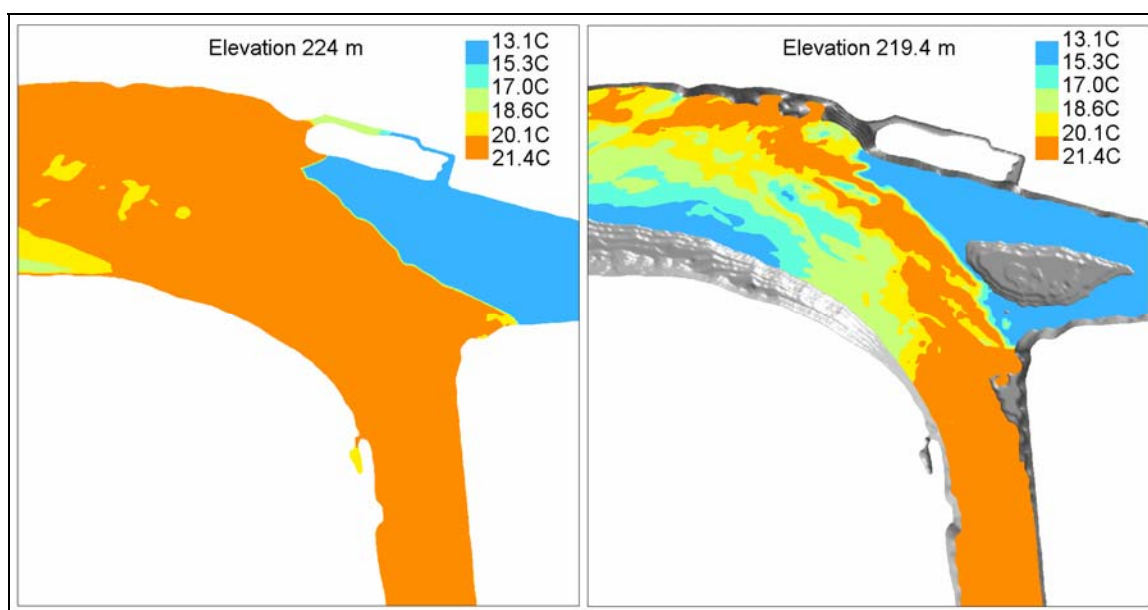 Elevation 224 m
13.1C
15.3C
17.0C
18.6C
20.1C
21.4C
Elevation 219.4 m
13.1C
15.3C
17.0C
18.6C
20.1C
21.4C